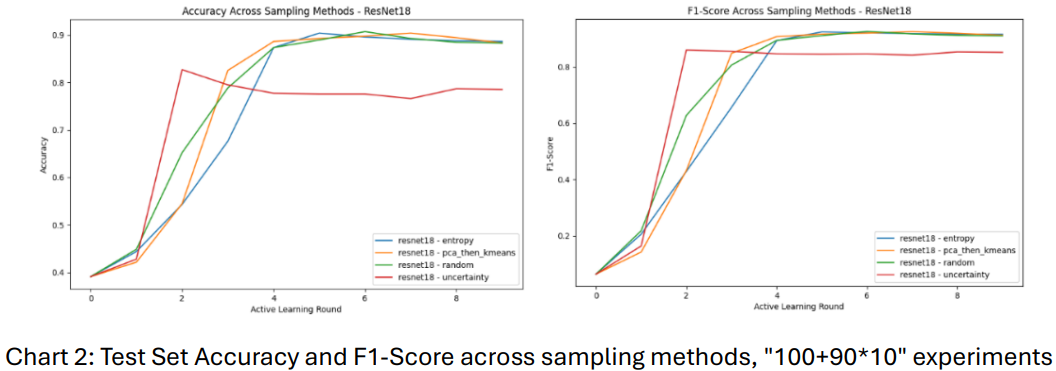 Accuracy Across Sampling Methods - ResNet18
0.9
0.8
0.7
0.6
0.5
0.4
Accuracy
0
2
4
6
8
Active Learning Round
resnet18 - entropy
resnet18 - pca_then_kmeans
resnet18 - random
resnet18 - uncertainty
F1-Score Across Sampling Methods - ResNet18
0.8
0.6
0.4
0.2
F1-Score
0
2
4
6
8
Active Learning Round
resnet18 - entropy
resnet18 - pca_then_kmeans
resnet18 - random
resnet18 - uncertainty
Chart 2: Test Set Accuracy and F1-Score across sampling methods, "100+90*10" experiments